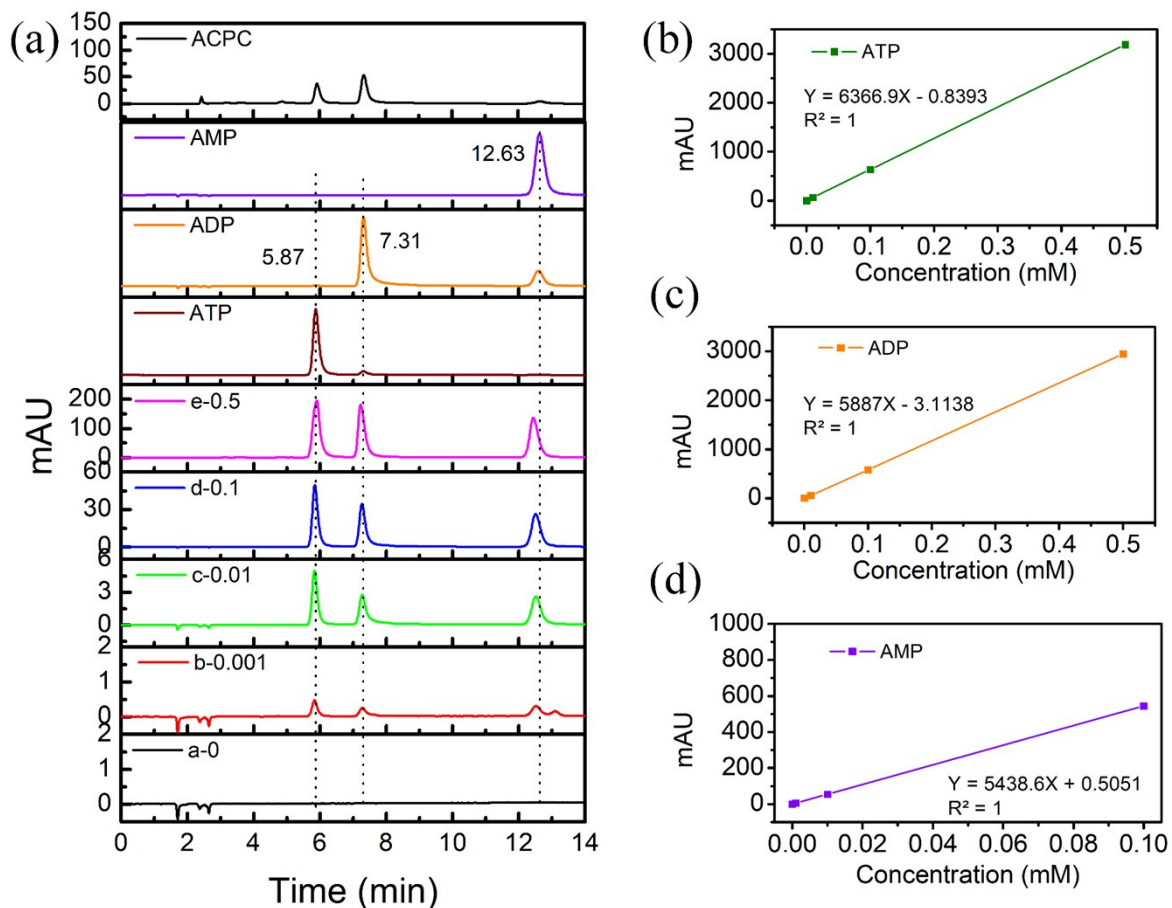 (a)
mAU
150
100
50
0
ACPC
AMP
12.63
ADP
5.87
7.31
ATP
200
100
0
e-0.5
60
30
0
d-0.1
6
3
0
c-0.01
2
1
0
b-0.001
2
1
0
a-0
0 2 4 6 8 10 12 14
Time (min)
(b)
3000
2000
1000
0
mAU
ATP
Y = 6366.9X - 0.8393
R² = 1
0.0 0.1 0.2 0.3 0.4 0.5
Concentration (mM)
(c)
3000
2000
1000
0
mAU
ADP
Y = 5887X - 3.1138
R² = 1
0.0 0.1 0.2 0.3 0.4 0.5
Concentration (mM)
(d)
1000
800
600
400
200
0
mAU
AMP
Y = 5438.6X + 0.5051
R² = 1
0.00 0.02 0.04 0.06 0.08 0.10
Concentration (mM)